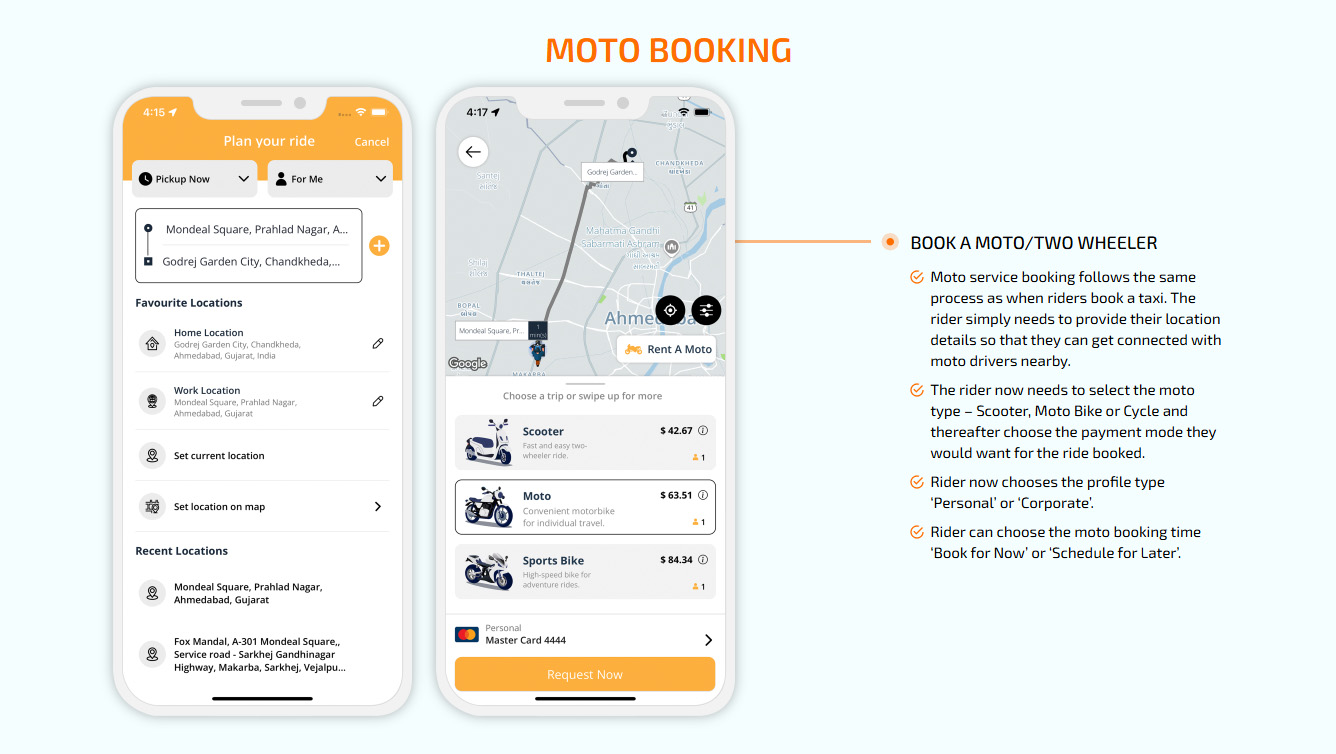 MOTO BOOKING
4:15
Plan your ride
Cancel
Pickup Now
For Me
Mondeal Square, Prahlad Nagar, A...
Godrej Garden City, Chandkheda,...
Favourite Locations
Home Location
Godrej Garden City, Chandkheda,
Ahmedabad, Gujarat, India
Work Location
Mondeal Square, Prahlad Nagar,
Ahmedabad, Gujarat
Set current location
Set location on map
Recent Locations
Mondeal Square, Prahlad Nagar,
Ahmedabad, Gujarat
Fox Mandal, A-301 Mondeal Square,,
Service road - Sarkhej Gandhinagar
Highway, Makarba, Sarkhej, Vejalpu...
4:17
Godrej Garden...
CHANDKHEDA
ચાંદખેડા
41
Mahatma Gandhi
Sabarmati Ashram
THALTEJ
થલતેજ
BOPAL
બોપલ
Mondeal Square, Pr...
1
Google
MAKARBA
Rent A Moto
Choose a trip or swipe up for more
Scooter
$ 42.67
Fast and easy two-
wheeler ride.
1
Moto
$ 63.51
Convenient motorbike
for individual travel.
1
Sports Bike
$ 84.34
High-speed bike for
adventure rides.
1
Personal
Master Card 4444
Request Now
BOOK A MOTO/TWO WHEELER
Moto service booking follows the same
process as when riders book a taxi. The
rider simply needs to provide their location
details so that they can get connected with
moto drivers nearby.
The rider now needs to select the moto
type – Scooter, Moto Bike or Cycle and
thereafter choose the payment mode they
would want for the ride booked.
Rider now chooses the profile type
‘Personal’ or ‘Corporate’.
Rider can choose the moto booking time
‘Book for Now’ or ‘Schedule for Later’.